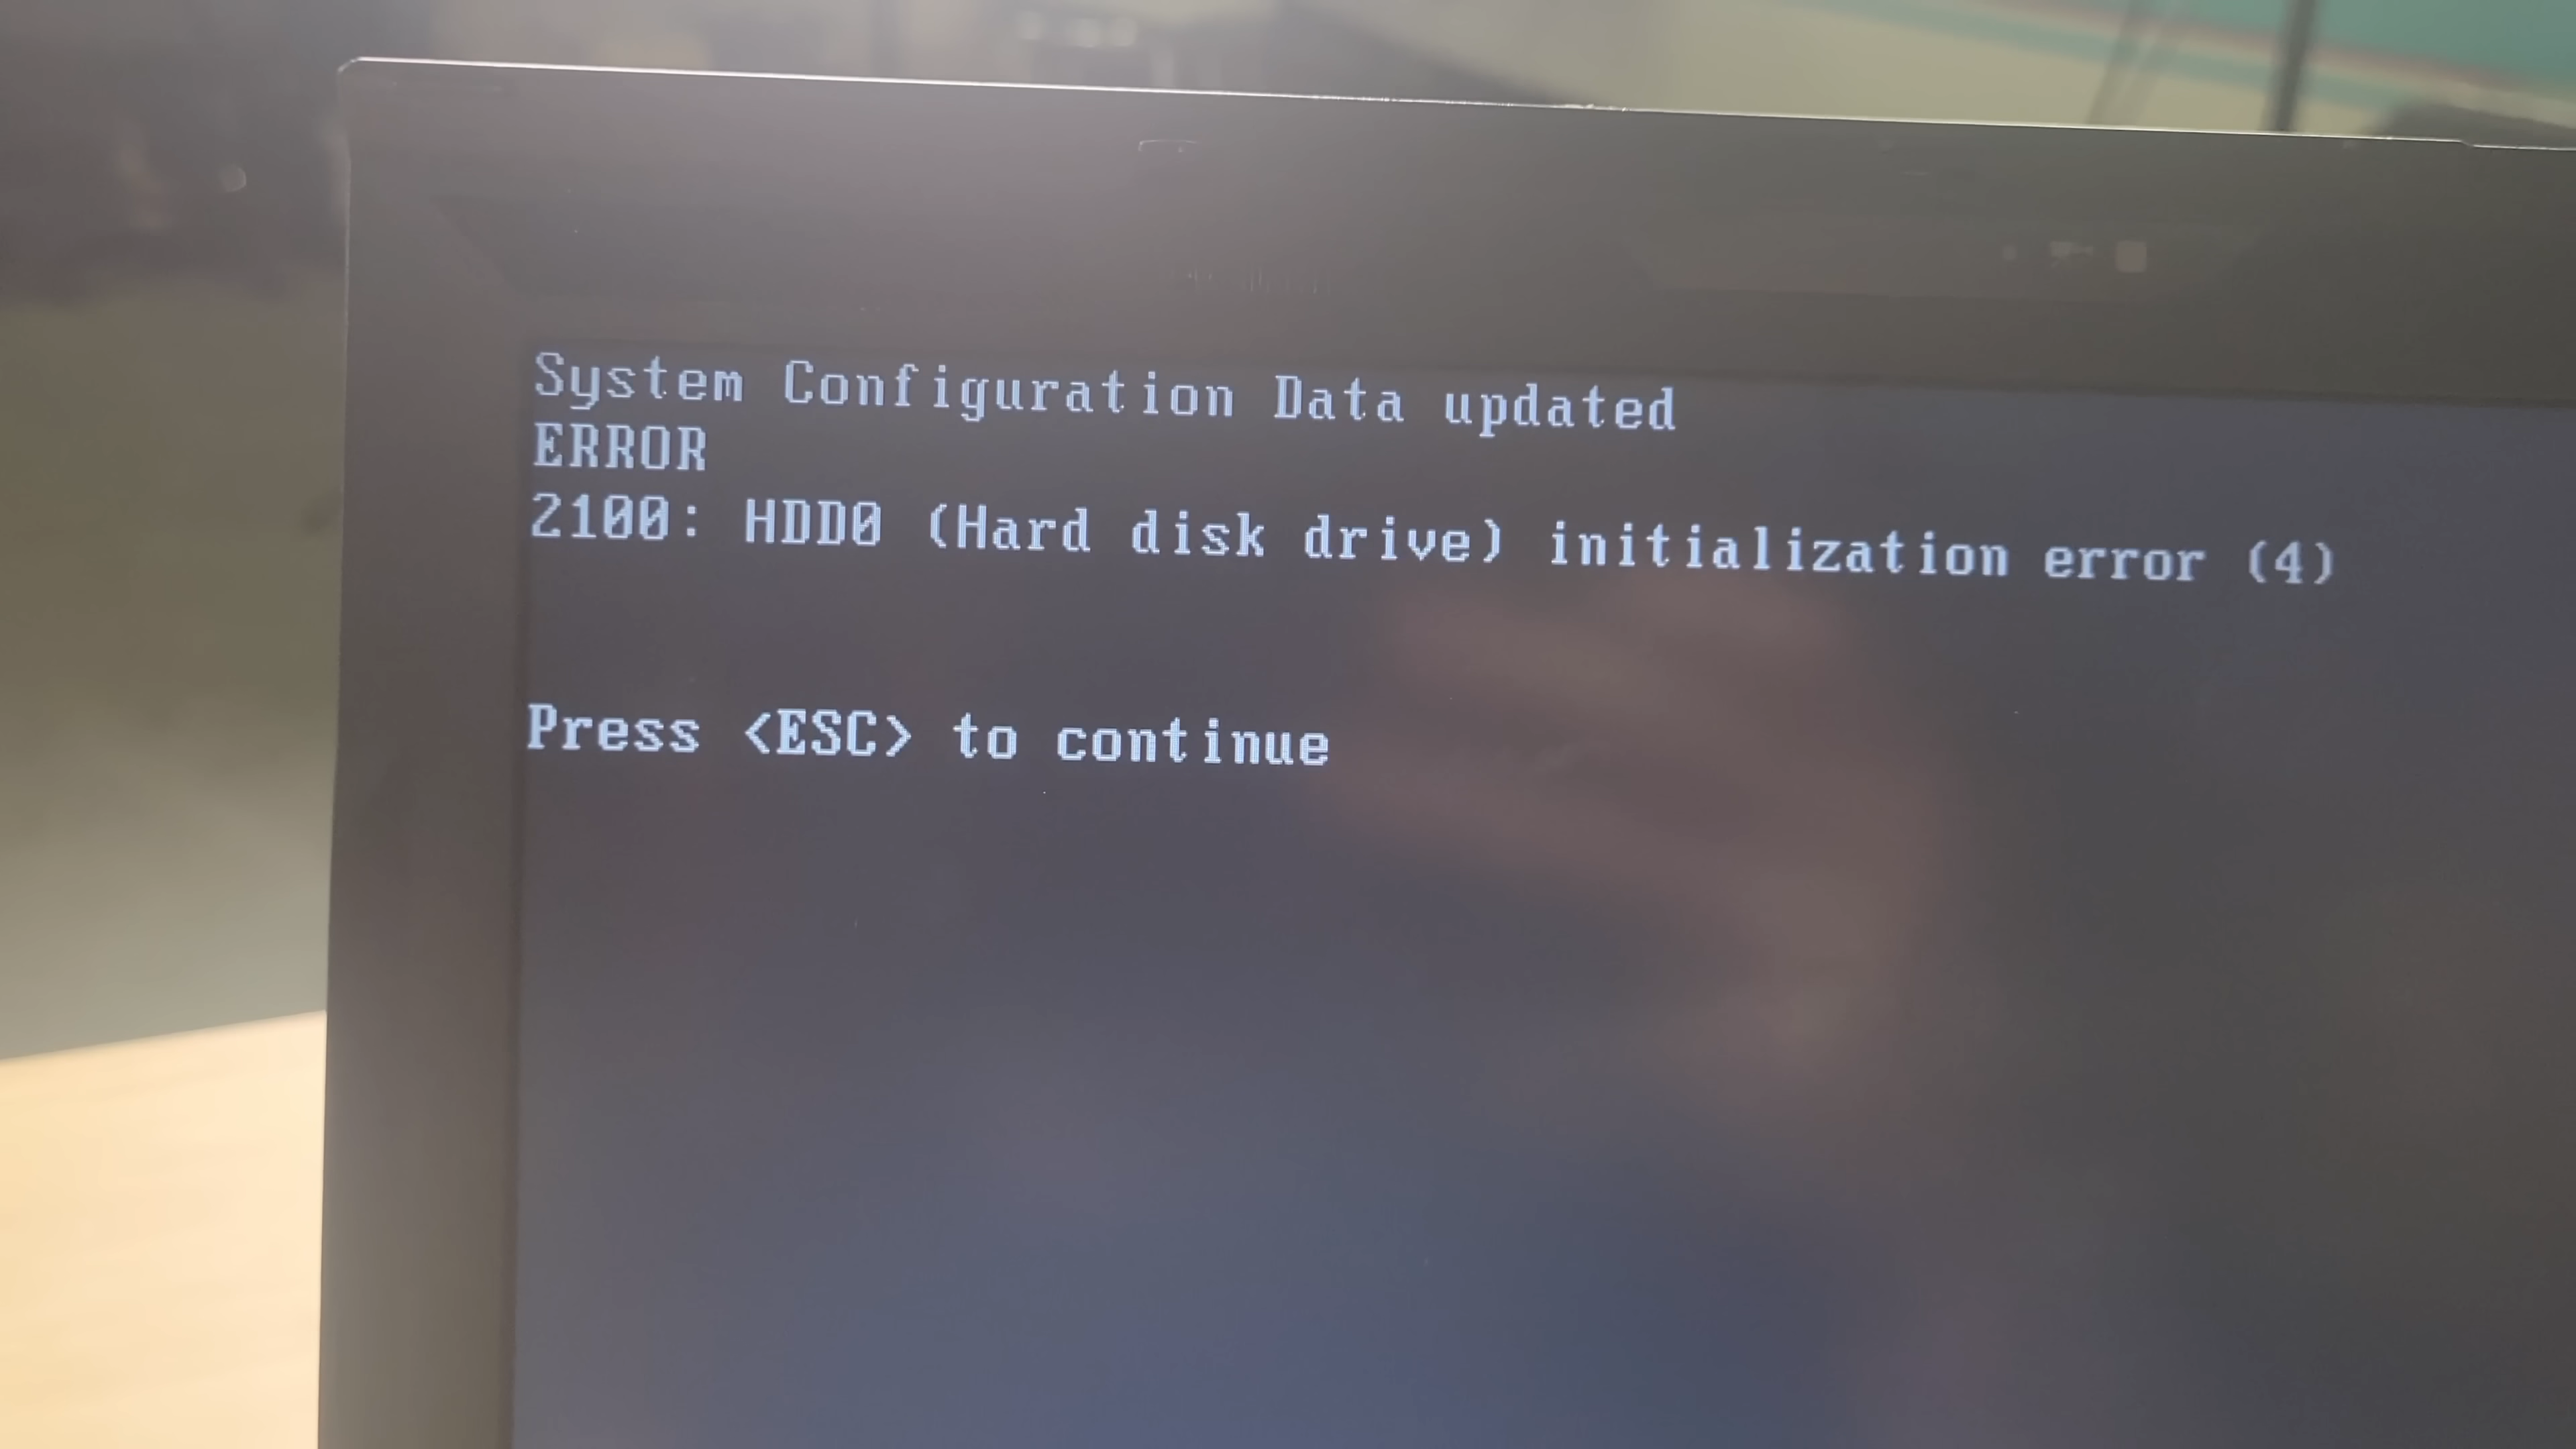 System Configuration Data updated
ERROR
2100: HDD0 (Hard disk drive) initialization error (4)
Press <ESC> to continue